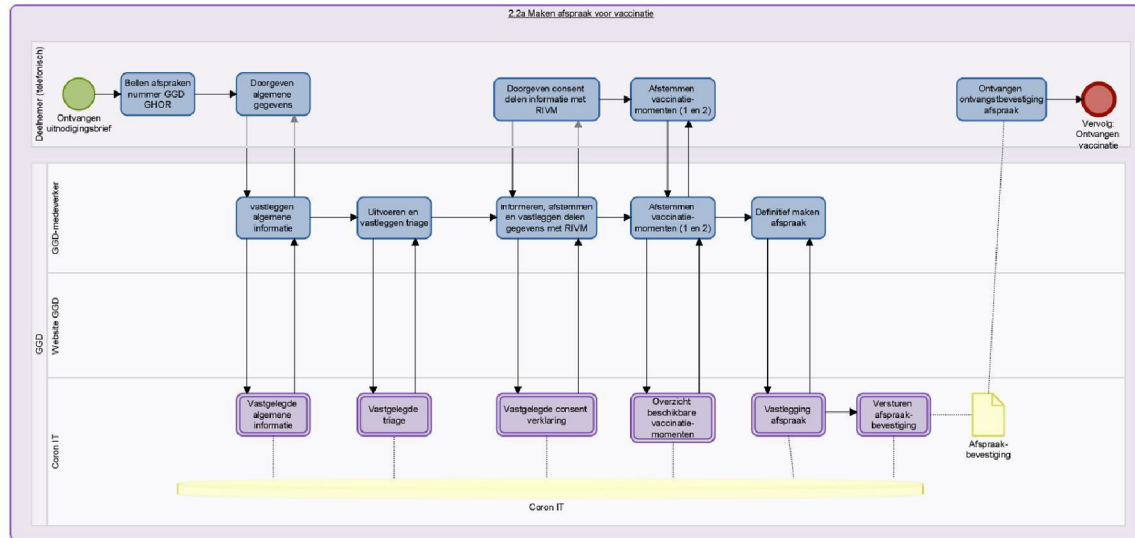 2.2a Maken afspraak voor vaccinatie
Deelnemer (telefonisch)
Ontvangen
uitnodigingsbrief
Bellen afspraken
nummer GGD
GHOR
Doorgeven
algemene
gegevens
Doorgeven consent
delen informatie met
RIVM
Afstemmen
vaccinatie-
momenten (1 en 2)
Ontvangen
ontvangstbevestiging
afspraak
Vervolg:
Ontvangen
vaccinatie
GGD
GGD-medewerker
vastleggen
algemene
informatie
Uitvoeren en
vastleggen triage
Informeren, afstemmen
en vastleggen delen
gegevens met RIVM
Afstemmen
vaccinatie-
momenten (1 en 2)
Definitief maken
afspraak
Website GGD
Coron IT
Vastgelegde
algemene
informatie
Vastgelegde
triage
Vastgelegde consent
verklaring
Overzicht
beschikbare
vaccinatie-
momenten
Vastlegging
afspraak
Versturen
afspraak-
bevestiging
Afspraak-
bevestiging
Coron IT